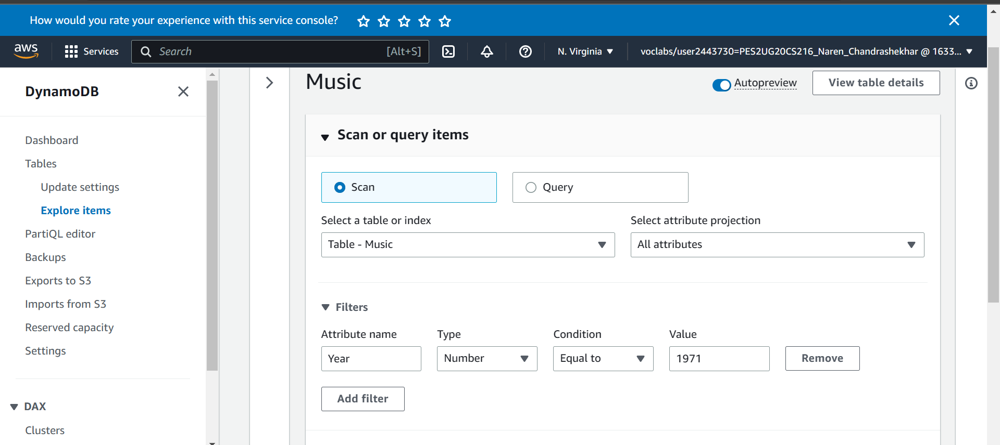 How would you rate your experience with this service console?
aws
Services
Search
[Alt+S]
N. Virginia
voclabs/user2443730=PES2UG20CS216_Naren_Chandrashekhar @ 1633...
DynamoDB
Dashboard
Tables
Update settings
Explore items
PartiQL editor
Backups
Exports to S3
Imports from S3
Reserved capacity
Settings
DAX
Clusters
Music
Autopreview
View table details
Scan or query items
Scan
Query
Select a table or index
Select attribute projection
Table - Music
All attributes
Filters
Attribute name
Type
Condition
Value
Year
Number
Equal to
1971
Remove
Add filter